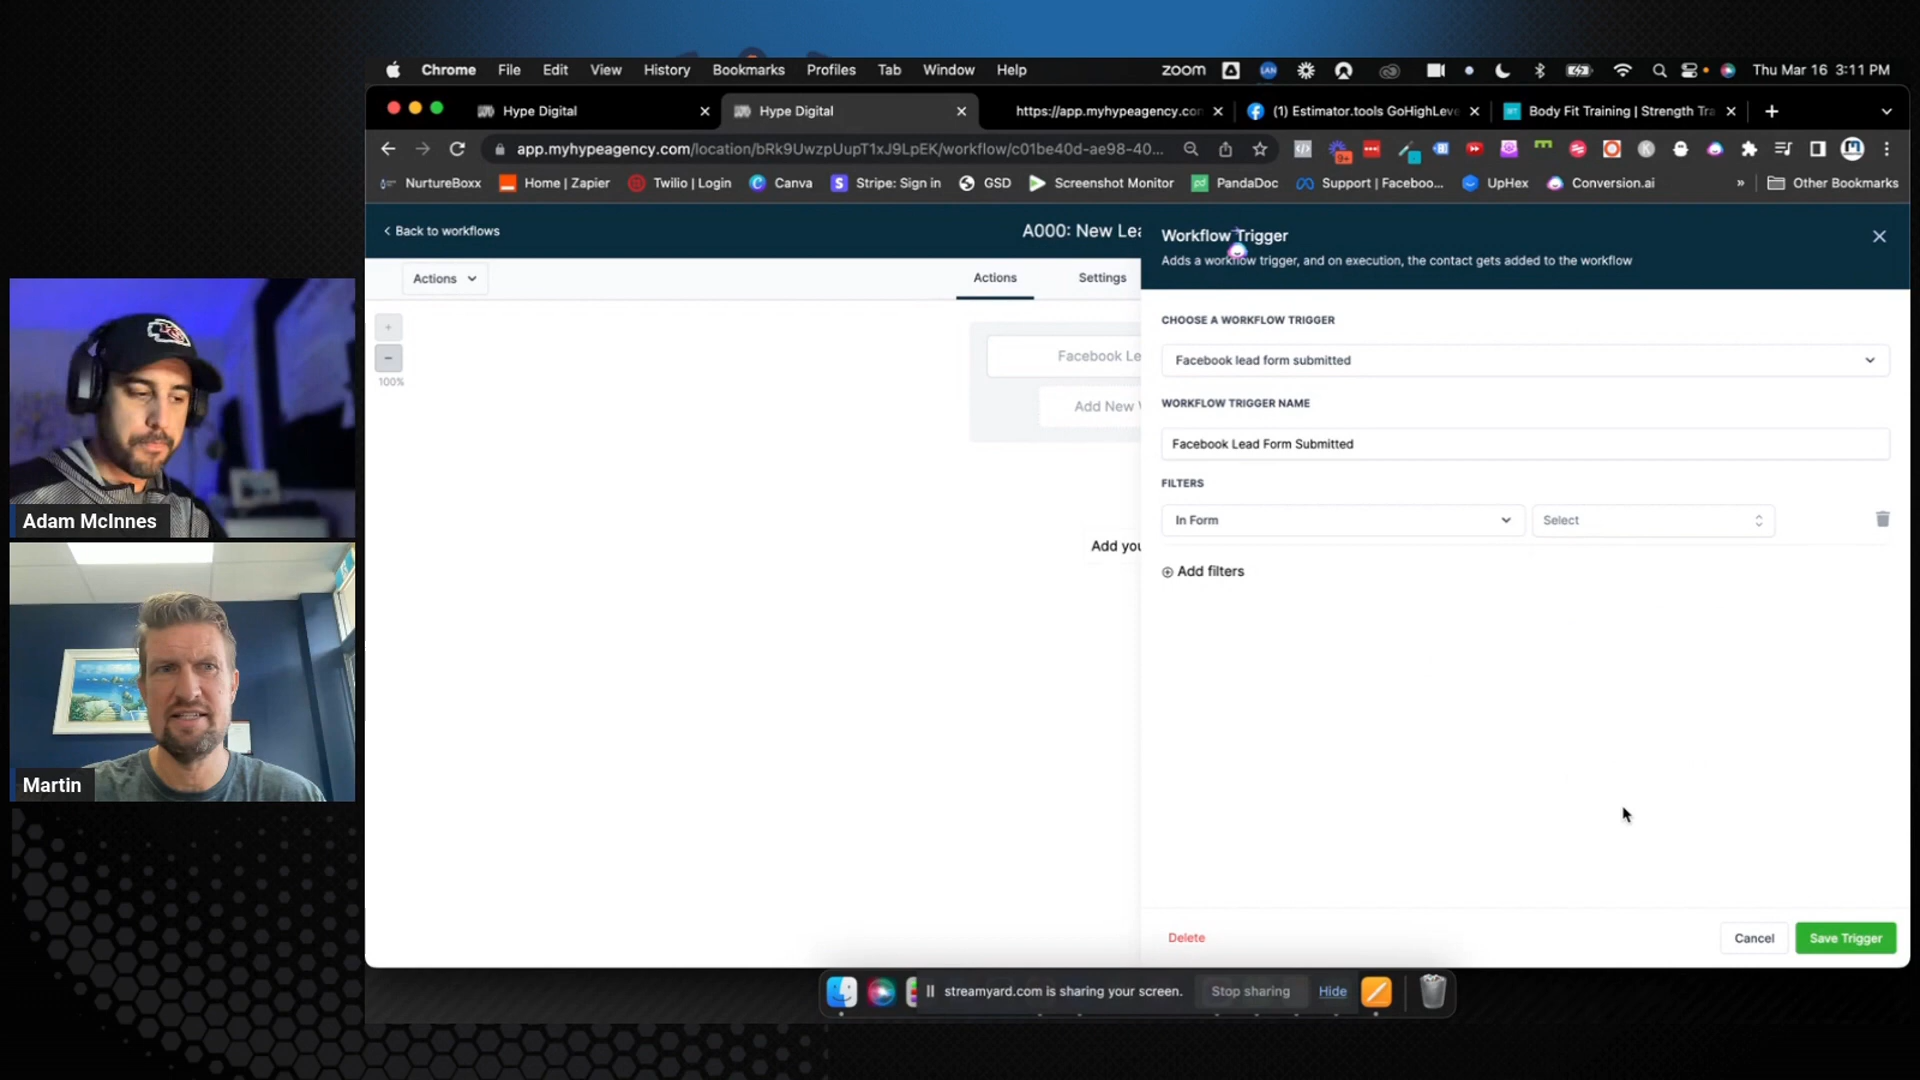 Chrome File Edit View History Bookmarks Profiles Tab Window Help
zoom LAN Thu Mar 16 3:11 PM
Hype Digital
Hype Digital
https://app.myhypeagency.con
(1) Estimator.tools GoHighLeve
Body Fit Training | Strength Tra
app.myhypeagency.com/location/bRk9UwzpUupT1xJ9LpEK/workflow/c01be40d-ae98-40...
9+
NurtureBoxx Home | Zapier Twilio | Login Canva Stripe: Sign in GSD Screenshot Monitor PandaDoc Support | Faceboo... UpHex Conversion.ai » Other Bookmarks
Back to workflows
A000: New Lea
Workflow Trigger
Adds a workflow trigger, and on execution, the contact gets added to the workflow
Actions
Actions
Settings
100%
Facebook Le
Add New
Add you
CHOOSE A WORKFLOW TRIGGER
Facebook lead form submitted
WORKFLOW TRIGGER NAME
Facebook Lead Form Submitted
FILTERS
In Form
Select
Add filters
Delete
Cancel
Save Trigger
Adam McInnes
Martin
streamyard.com is sharing your screen.
Stop sharing
Hide